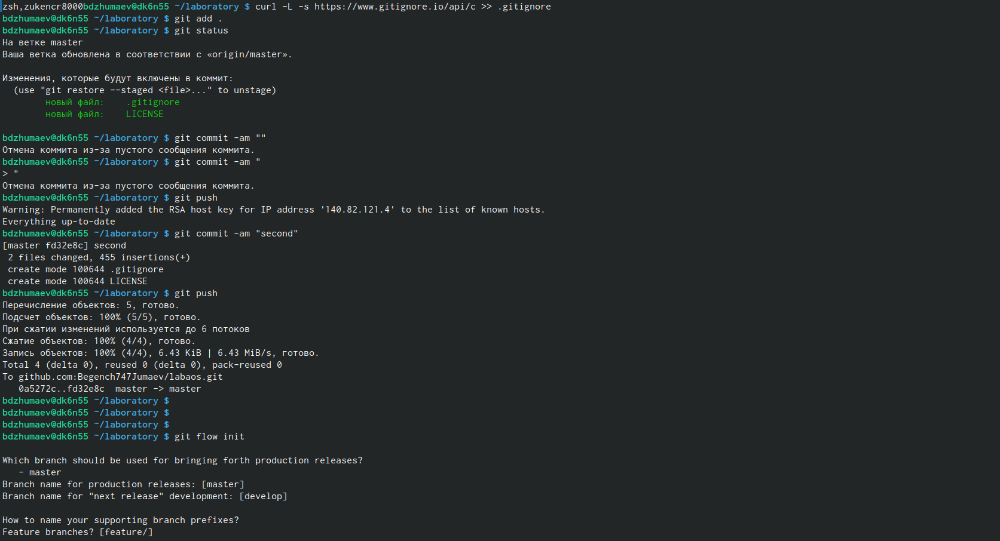 zsh,zukencr8000bdzhumaev@dk6n55 ~/laboratory $ curl -L -s https://www.gitignore.io/api/c >> .gitignore
bdzhumaev@dk6n55 ~/laboratory $ git add .
bdzhumaev@dk6n55 ~/laboratory $ git status
На ветке master
Ваша ветка обновлена в соответствии с «origin/master».

Изменения, которые будут включены в коммит:
  (use "git restore --staged <file>..." to unstage)
        новый файл:    .gitignore
        новый файл:    LICENSE

bdzhumaev@dk6n55 ~/laboratory $ git commit -am ""
Отмена коммита из-за пустого сообщения коммита.
bdzhumaev@dk6n55 ~/laboratory $ git commit -am "
> "
Отмена коммита из-за пустого сообщения коммита.
bdzhumaev@dk6n55 ~/laboratory $ git push
Warning: Permanently added the RSA host key for IP address '140.82.121.4' to the list of known hosts.
Everything up-to-date
bdzhumaev@dk6n55 ~/laboratory $ git commit -am "second"
[master fd32e8c] second
 2 files changed, 455 insertions(+)
 create mode 100644 .gitignore
 create mode 100644 LICENSE
bdzhumaev@dk6n55 ~/laboratory $ git push
Перечисление объектов: 5, готово.
Подсчет объектов: 100% (5/5), готово.
При сжатии изменений используется до 6 потоков
Сжатие объектов: 100% (4/4), готово.
Запись объектов: 100% (4/4), 6.43 KiB | 6.43 MiB/s, готово.
Total 4 (delta 0), reused 0 (delta 0), pack-reused 0
To github.com:Begench747Jumaev/labaos.git
   0a5272c..fd32e8c  master -> master
bdzhumaev@dk6n55 ~/laboratory $
bdzhumaev@dk6n55 ~/laboratory $
bdzhumaev@dk6n55 ~/laboratory $
bdzhumaev@dk6n55 ~/laboratory $ git flow init

Which branch should be used for bringing forth production releases?
   - master
Branch name for production releases: [master]
Branch name for "next release" development: [develop]

How to name your supporting branch prefixes?
Feature branches? [feature/]